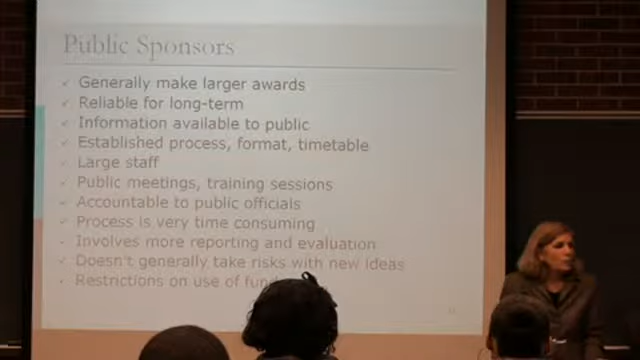 Public Sponsors
Generally make larger awards
Reliable for long-term
Information available to public
Established process, format, timetable
Large staff
Public meetings, training sessions
Accountable to public officials
Process is very time consuming
Involves more reporting and evaluation
Doesn't generally take risks with new ideas
Restrictions on use of